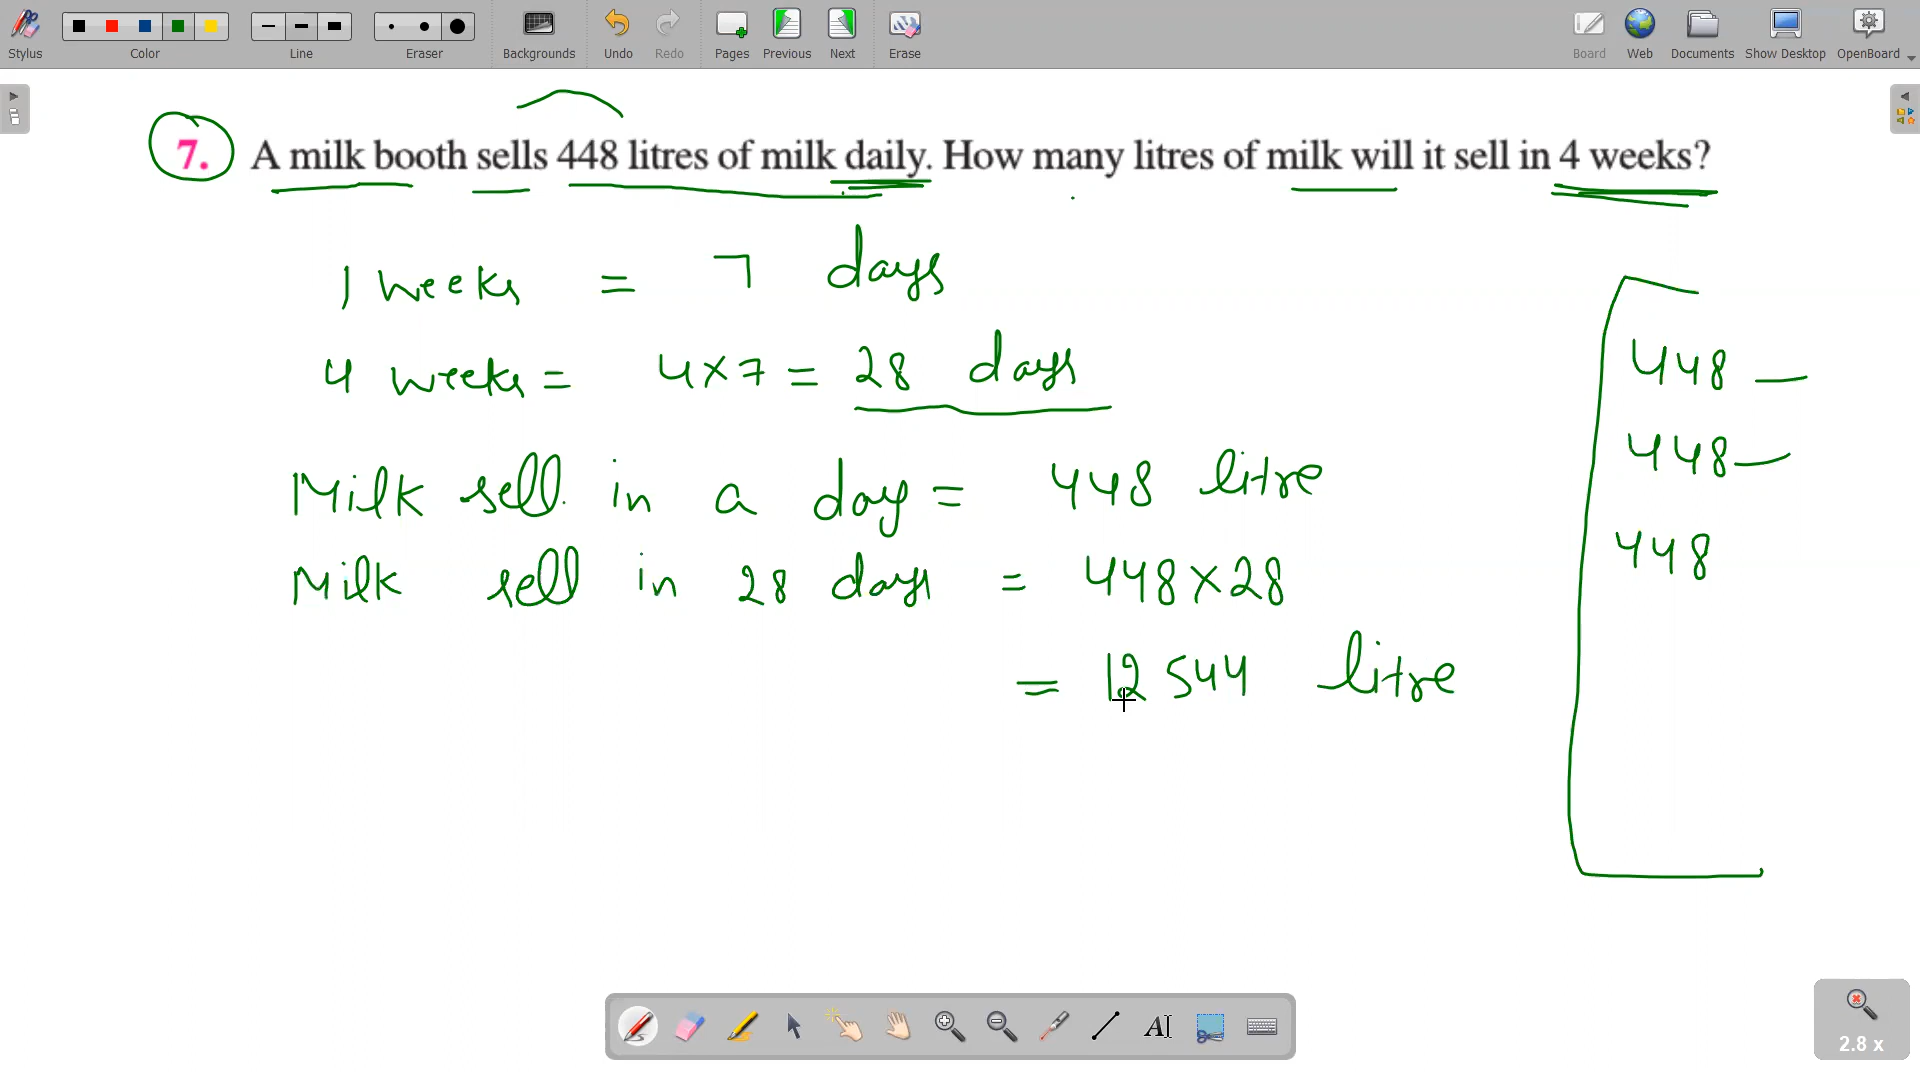 Stylus Color Line Eraser Backgrounds Undo Redo Pages Previous Next Erase Board Web Documents Show Desktop OpenBoard
7. A milk booth sells 448 litres of milk daily. How many litres of milk will it sell in 4 weeks?
1 weeks = 7 days
4 weeks = 4×7 = 28 days
Milk sell in a day = 448 litre
Milk sell in 28 days = 448×28
= 12544 litre
448 —
448 —
448
2.8 x